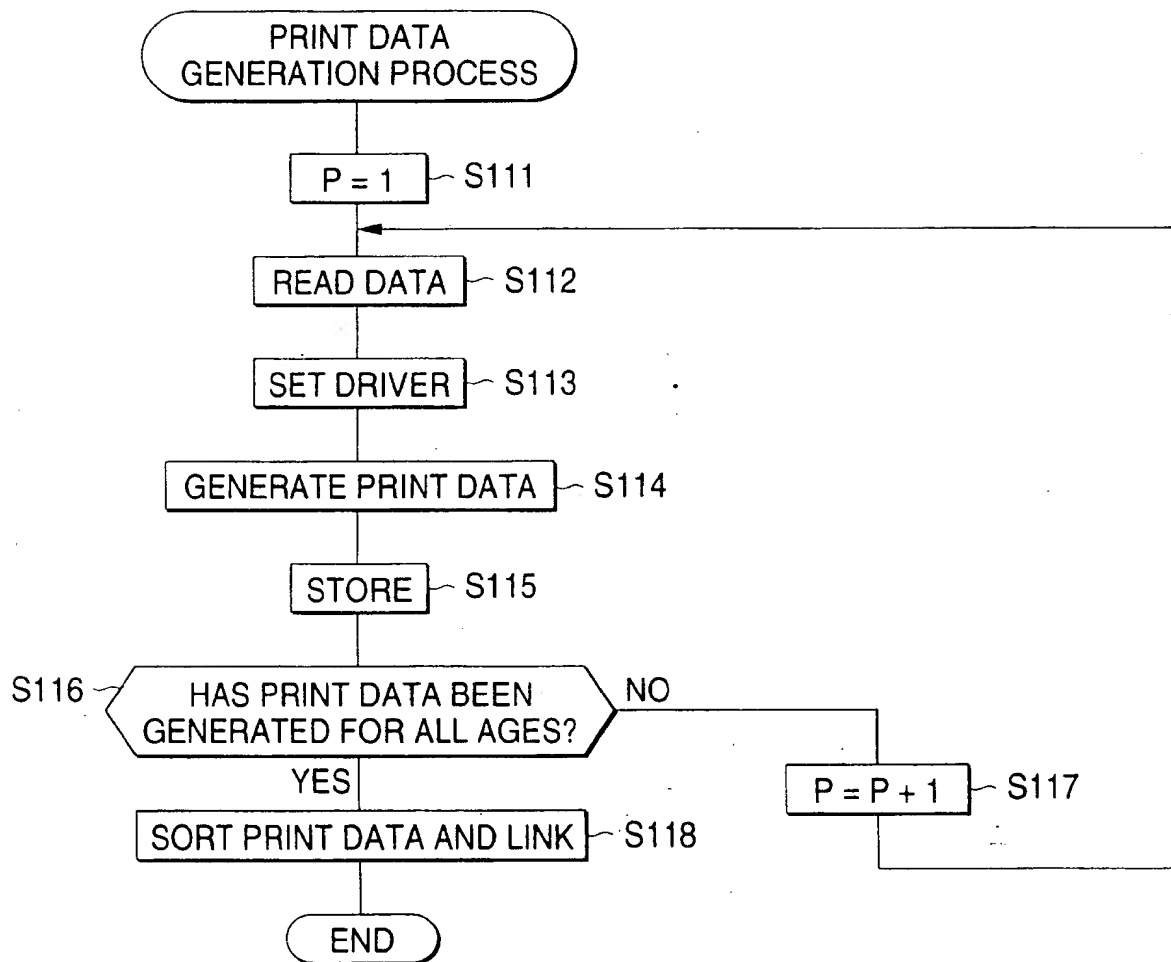 PRINT DATA
GENERATION PROCESS
P = 1
S111
READ DATA
S112
SET DRIVER
S113
GENERATE PRINT DATA
S114
STORE
S115
S116
HAS PRINT DATA BEEN
GENERATED FOR ALL AGES?
NO
YES
P = P + 1
S117
SORT PRINT DATA AND LINK
S118
END